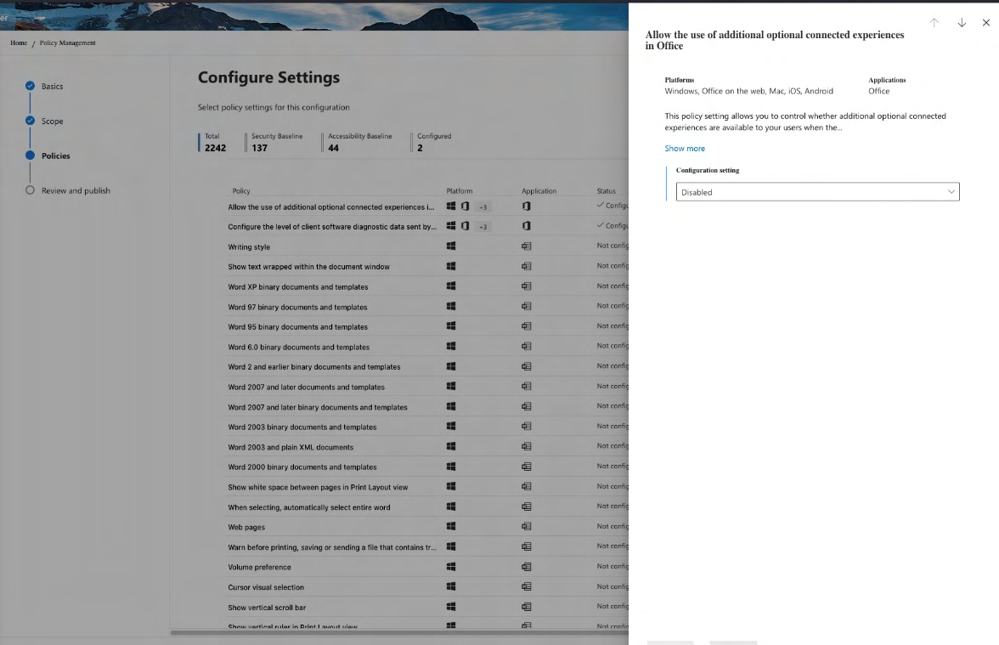 er
Home / Policy Management
Basics
Scope
Policies
Review and publish
Configure Settings
Select policy settings for this configuration
Total
2242
Security Baseline
137
Accessibility Baseline
44
Configured
2
Policy Platform Application Status
Allow the use of additional optional connected experiences i... +3 Configu
Configure the level of client software diagnostic data sent by... +3 Configu
Writing style Not config
Show text wrapped within the document window Not config
Word XP binary documents and templates Not config
Word 97 binary documents and templates Not config
Word 95 binary documents and templates Not config
Word 6.0 binary documents and templates Not config
Word 2 and earlier binary documents and templates Not config
Word 2007 and later documents and templates Not config
Word 2007 and later binary documents and templates Not config
Word 2003 binary documents and templates Not config
Word 2003 and plain XML documents Not config
Word 2000 binary documents and templates Not config
Show white space between pages in Print Layout view Not config
When selecting, automatically select entire word Not config
Web pages Not config
Warn before printing, saving or sending a file that contains tr... Not config
Volume preference Not config
Cursor visual selection Not config
Show vertical scroll bar Not config
Show vertical ruler in Print Layout view Not config
Allow the use of additional optional connected experiences
in Office
Platforms
Windows, Office on the web, Mac, iOS, Android
Applications
Office
This policy setting allows you to control whether additional optional connected
experiences are available to your users when the...
Show more
Configuration setting
Disabled